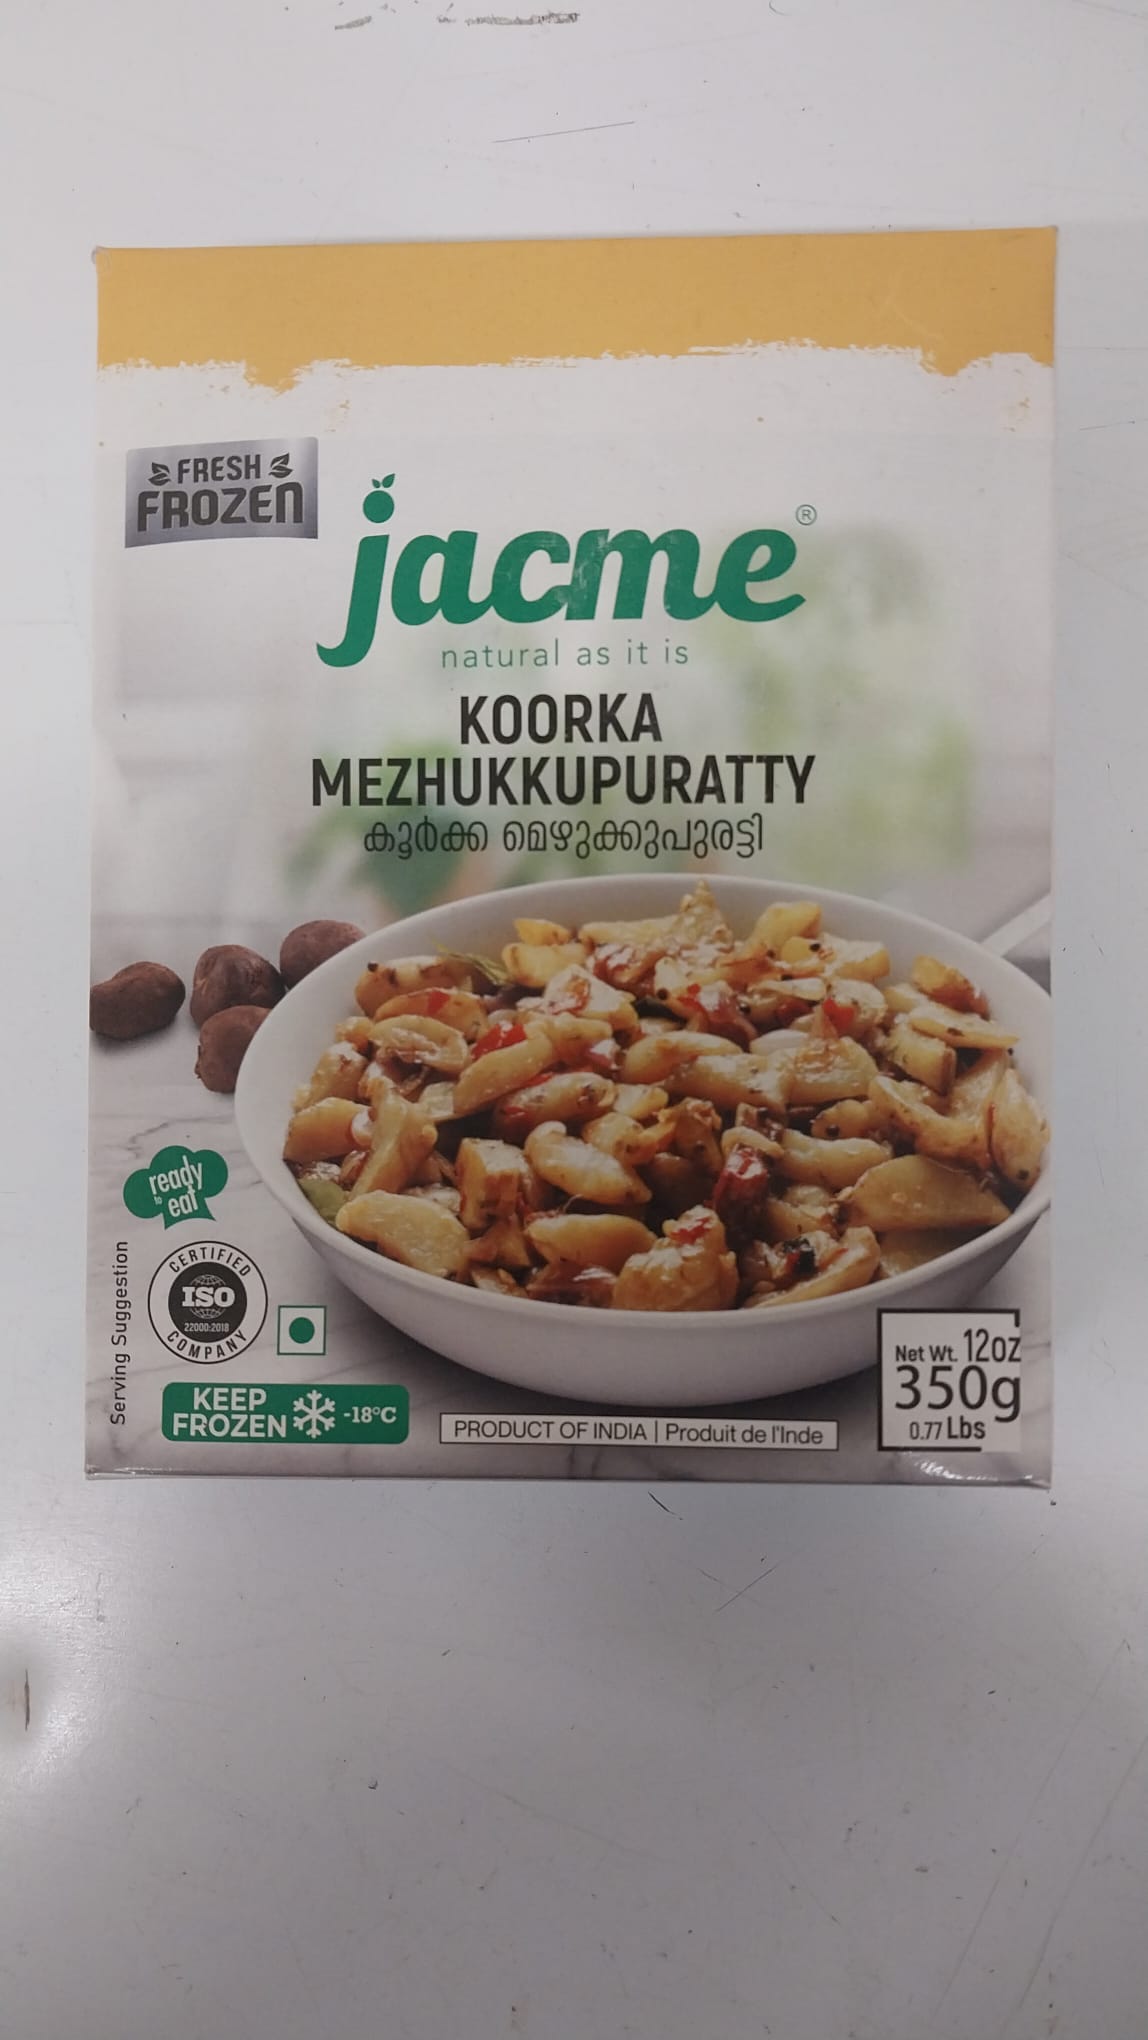 FRESH
FROZEN
jacme®
natural as it is
KOORKA
MEZHUKKUPURATTY
കൂർക്ക മെഴുക്കുപുരട്ടി
ready
to
eat
CERTIFIED
ISO
22000:2018
COMPANY
Serving Suggestion
KEEP
FROZEN
-18°C
PRODUCT OF INDIA | Produit de l'Inde
Net Wt. 12oz
350g
0.77 Lbs